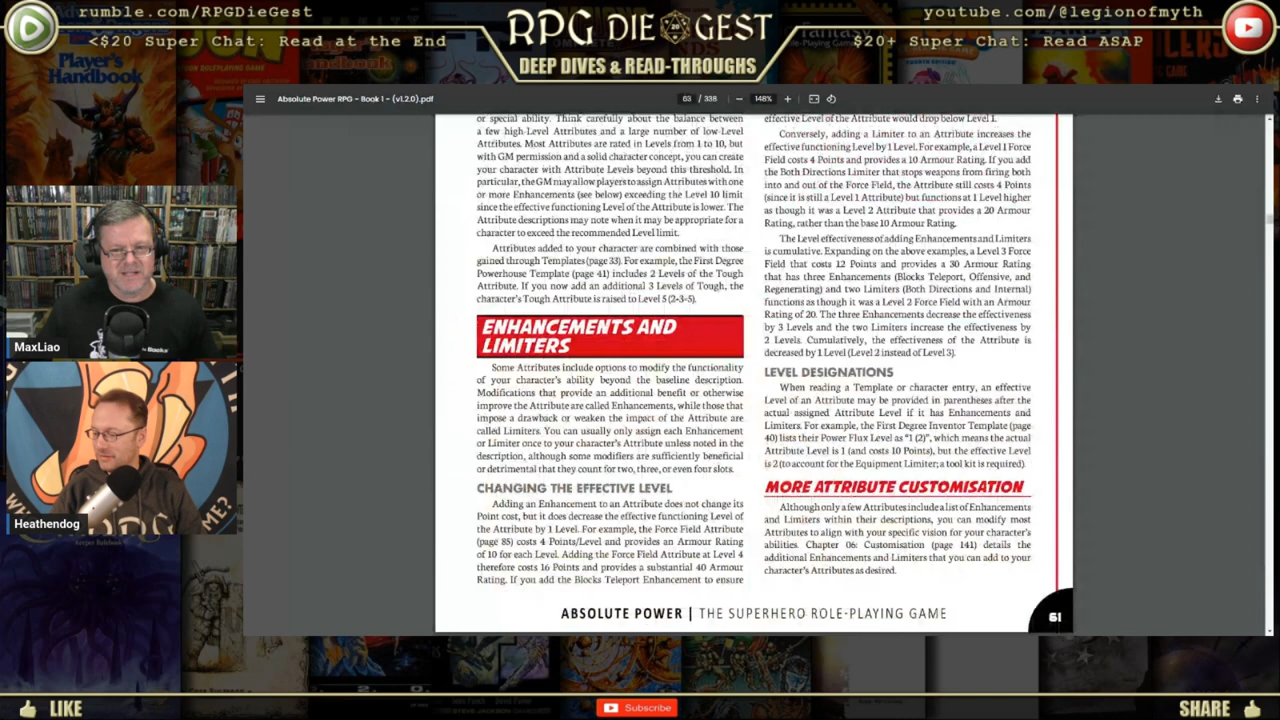 rumble.com/RPGDieGest
<$20 Super Chat: Read at the End
RPG DIE GEST
DEEP DIVES & READ-THROUGHS
youtube.com/@legionofmyth
$20+ Super Chat: Read ASAP
Player's
Handbook
Absolute Power RPG - Book 1 - (v1.2.0).pdf
63 / 338
148%
or special ability. Think carefully about the balance between
a few high-Level Attributes and a large number of low-Level
Attributes. Most Attributes are rated in Levels from 1 to 10, but
with GM permission and a solid character concept, you can create
your character with Attribute Levels beyond this threshold. In
particular, the GM may allow players to assign Attributes with one
or more Enhancements (see below) exceeding the Level 10 limit
since the effective functioning Level of the Attribute is lower. The
Attribute descriptions may note when it may be appropriate for a
character to exceed the recommended Level limit.
Attributes added to your character are combined with those
gained through Templates (page 33). For example, the First Degree
Powerhouse Template (page 41) includes 2 Levels of the Tough
Attribute. If you now add an additional 3 Levels of Tough, the
character's Tough Attribute is raised to Level 5 (2+3=5).
ENHANCEMENTS AND
LIMITERS
Some Attributes include options to modify the functionality
of your character's ability beyond the baseline description.
Modifications that provide an additional benefit or otherwise
improve the Attribute are called Enhancements, while those that
impose a drawback or weaken the impact of the Attribute are
called Limiters. You can usually only assign each Enhancement
or Limiter once to your character's Attribute unless noted in the
description, although some modifiers are sufficiently beneficial
or detrimental that they count for two, three, or even four slots.
CHANGING THE EFFECTIVE LEVEL
Adding an Enhancement to an Attribute does not change its
Point cost, but it does decrease the effective functioning Level of
the Attribute by 1 Level. For example, the Force Field Attribute
(page 85) costs 4 Points/Level and provides an Armour Rating
of 10 for each Level. Adding the Force Field Attribute at Level 4
therefore costs 16 Points and provides a substantial 40 Armour
Rating. If you add the Blocks Teleport Enhancement to ensure
effective Level of the Attribute would drop below Level 1.
Conversely, adding a Limiter to an Attribute increases the
effective functioning Level by 1 Level. For example, a Level 1 Force
Field costs 4 Points and provides a 10 Armour Rating. If you add
the Both Directions Limiter that stops weapons from firing both
into and out of the Force Field, the Attribute still costs 4 Points
(since it is still a Level 1 Attribute) but functions at 1 Level higher
as though it was a Level 2 Attribute that provides a 20 Armour
Rating, rather than the base 10 Armour Rating.
The Level effectiveness of adding Enhancements and Limiters
is cumulative. Expanding on the above examples, a Level 3 Force
Field that costs 12 Points and provides a 30 Armour Rating
that has three Enhancements (Blocks Teleport, Offensive, and
Regenerating) and two Limiters (Both Directions and Internal)
functions as though it was a Level 2 Force Field with an Armour
Rating of 20. The three Enhancements decrease the effectiveness
by 3 Levels and the two Limiters increase the effectiveness by
2 Levels. Cumulatively, the effectiveness of the Attribute is
decreased by 1 Level (Level 2 instead of Level 3).
LEVEL DESIGNATIONS
When reading a Template or character entry, an effective
Level of an Attribute may be provided in parentheses after the
actual assigned Attribute Level if it has Enhancements and
Limiters. For example, the First Degree Inventor Template (page
40) lists their Power Flux Level as "1 (2)", which means the actual
Attribute Level is 1 (and costs 10 Points), but the effective Level
is 2 (to account for the Equipment Limiter; a tool kit is required).
MORE ATTRIBUTE CUSTOMISATION
Although only a few Attributes include a list of Enhancements
and Limiters within their descriptions, you can modify most
Attributes to align with your specific vision for your character's
abilities. Chapter 06: Customisation (page 141) details the
additional Enhancements and Limiters that you can add to your
character's Attributes as desired.
ABSOLUTE POWER | THE SUPERHERO ROLE-PLAYING GAME
61
MaxLiao
Heathendog
LIKE
Subscribe
SHARE